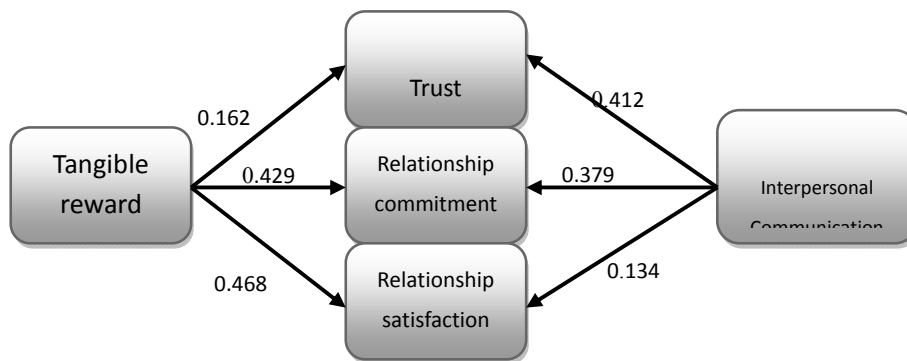 Trust
0.412
0.162
Tangible
reward
Relationship
commitment
0.429
0.379
Interpersonal
Communication
0.468
Relationship
satisfaction
0.134